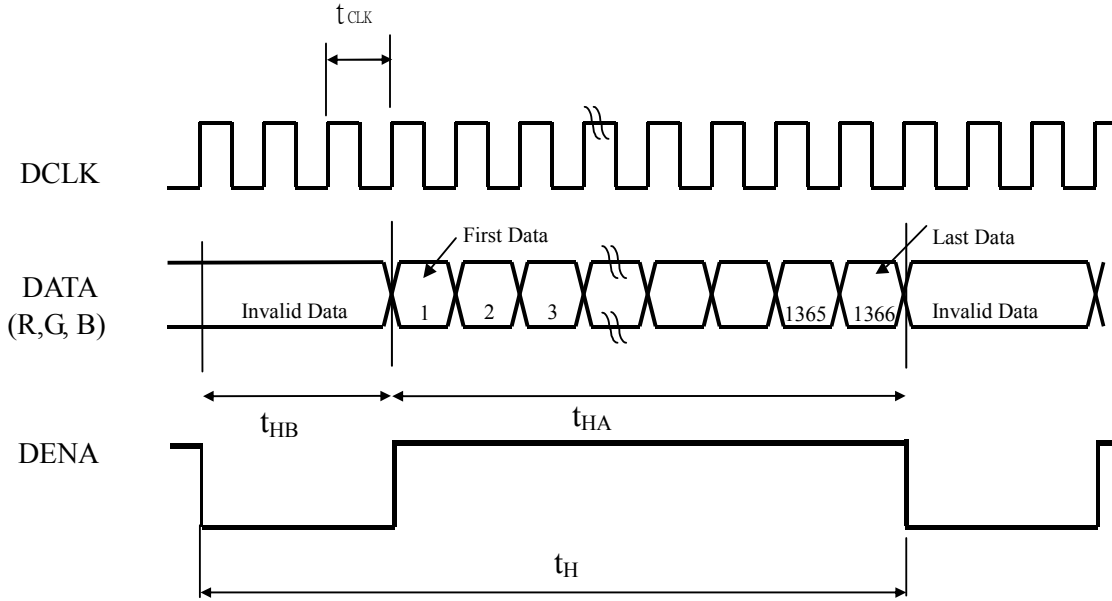 tCLK
DCLK
First Data
Last Data
DATA
(R,G, B)
Invalid Data
1
2
3
1365
1366
Invalid Data
tHB
tHA
DENA
tH